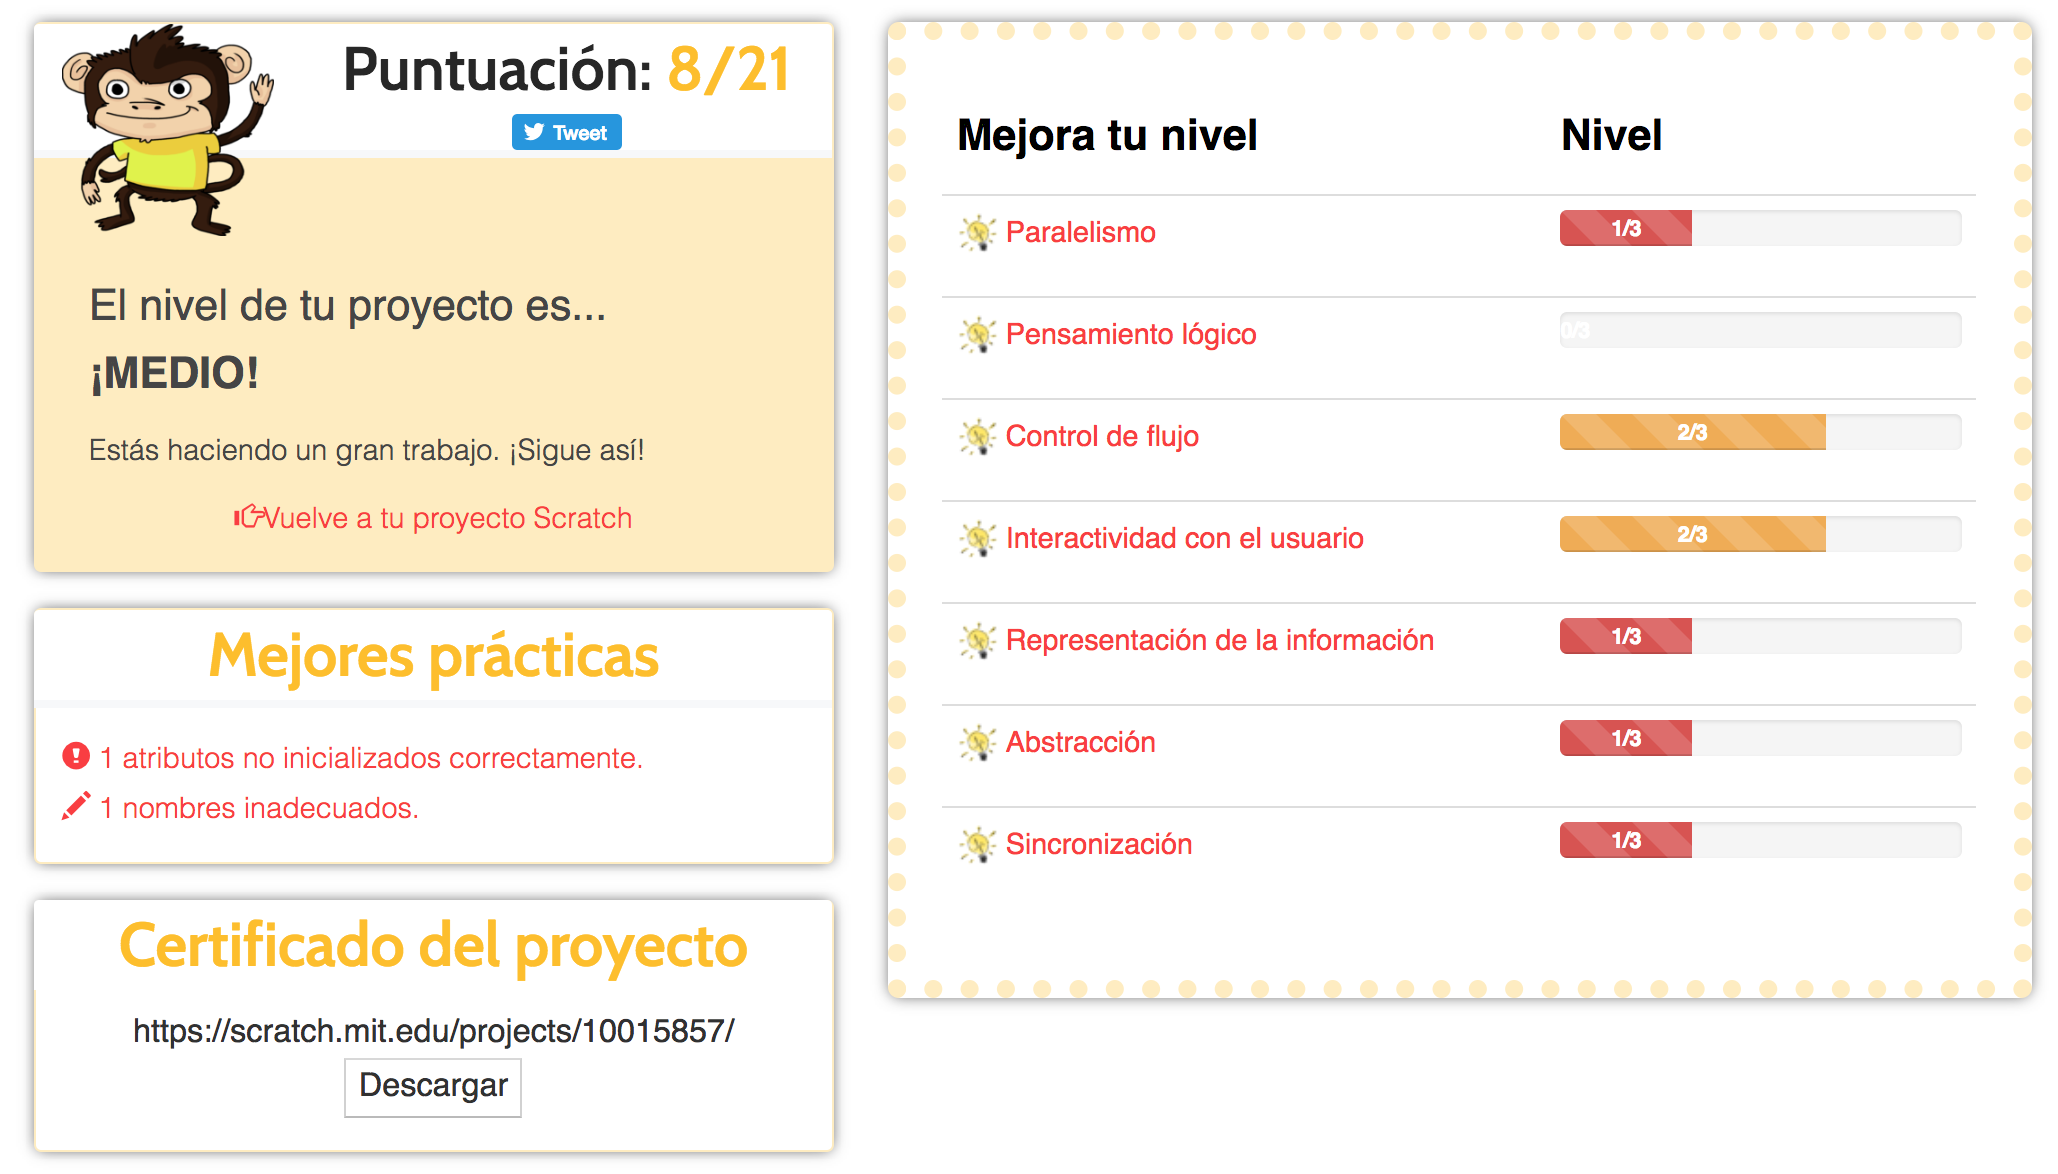 Puntuación: 8/21
Tweet
El nivel de tu proyecto es...
¡MEDIO!
Estás haciendo un gran trabajo. ¡Sigue así!
Vuelve a tu proyecto Scratch
Mejores prácticas
1 atributos no inicializados correctamente.
1 nombres inadecuados.
Certificado del proyecto
https://scratch.mit.edu/projects/10015857/
Descargar
Mejora tu nivel Nivel
Paralelismo 1/3
Pensamiento lógico 0/3
Control de flujo 2/3
Interactividad con el usuario 2/3
Representación de la información 1/3
Abstracción 1/3
Sincronización 1/3